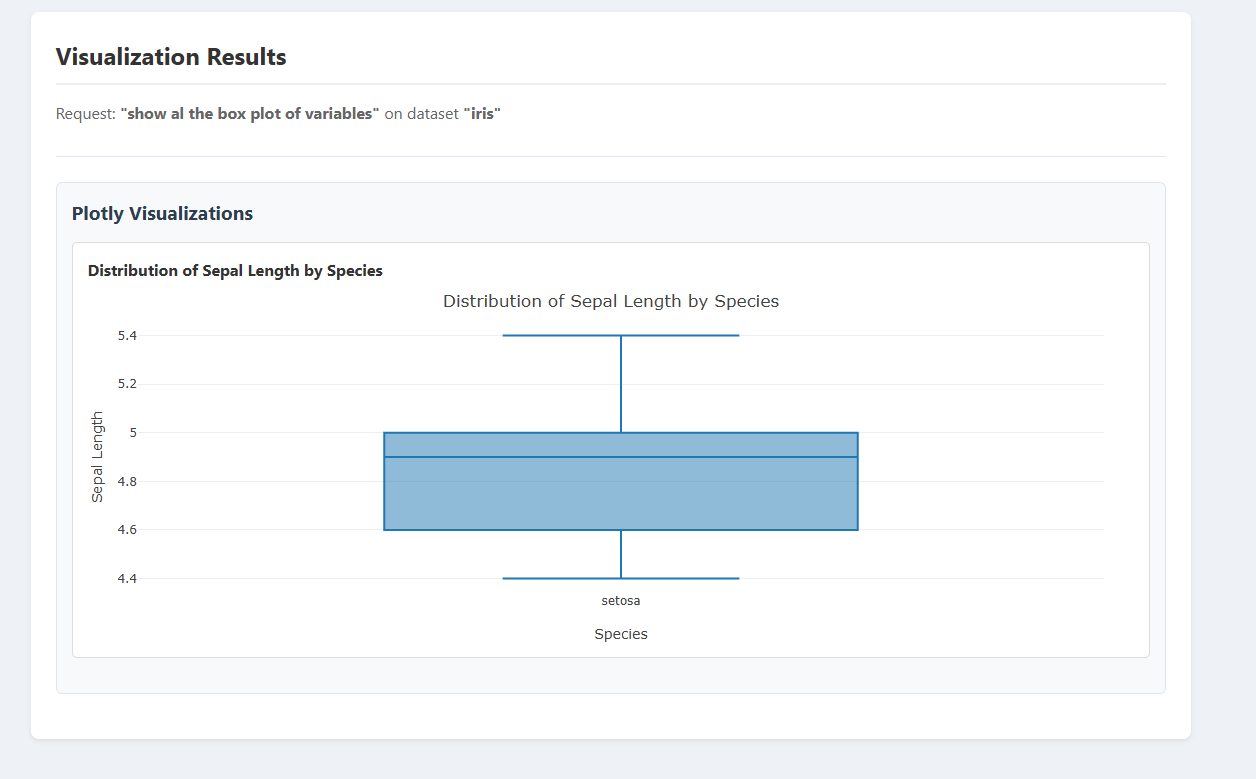 Visualization Results
Request: "show al the box plot of variables" on dataset "iris"
Plotly Visualizations
Distribution of Sepal Length by Species
Distribution of Sepal Length by Species
5.4
5.2
5
4.8
4.6
4.4
Sepal Length
setosa
Species